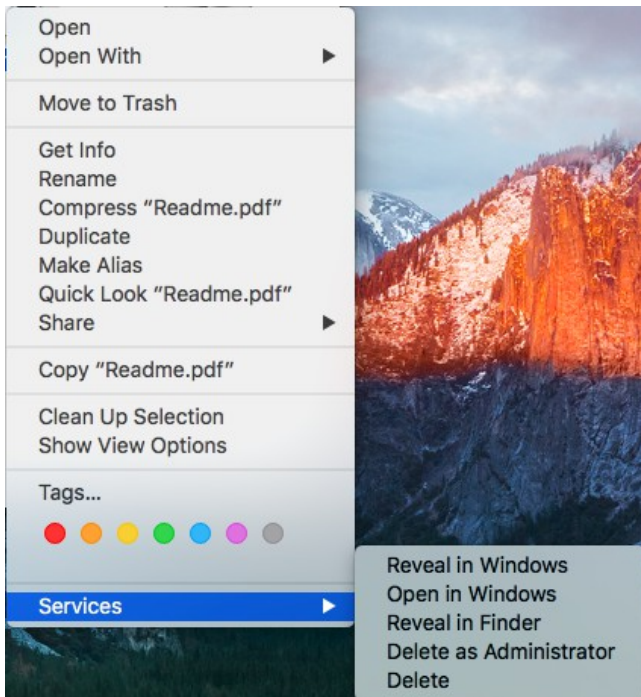 Open
Open With
Move to Trash
Get Info
Rename
Compress “Readme.pdf”
Duplicate
Make Alias
Quick Look “Readme.pdf”
Share
Copy “Readme.pdf”
Clean Up Selection
Show View Options
Tags...
Services
Reveal in Windows
Open in Windows
Reveal in Finder
Delete as Administrator
Delete